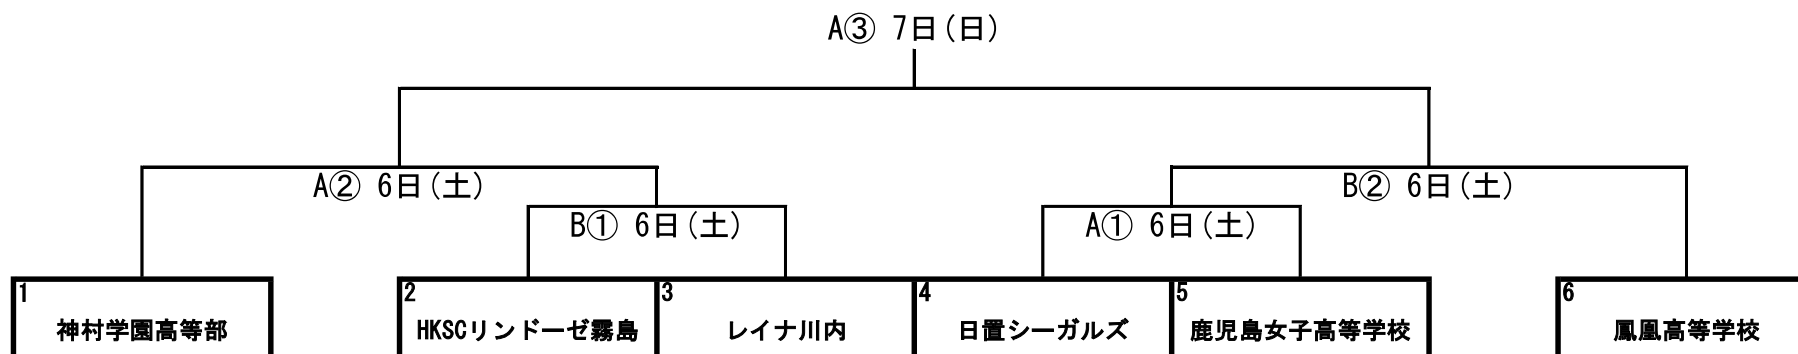 A③ 7日(日)
A② 6日(土)
B② 6日(土)
B① 6日(土)
A① 6日(土)
1
神村学園高等部
2
HKSCリンドーゼ霧島
3
レイナ川内
4
日置シーガルズ
5
鹿児島女子高等学校
6
鳳凰高等学校